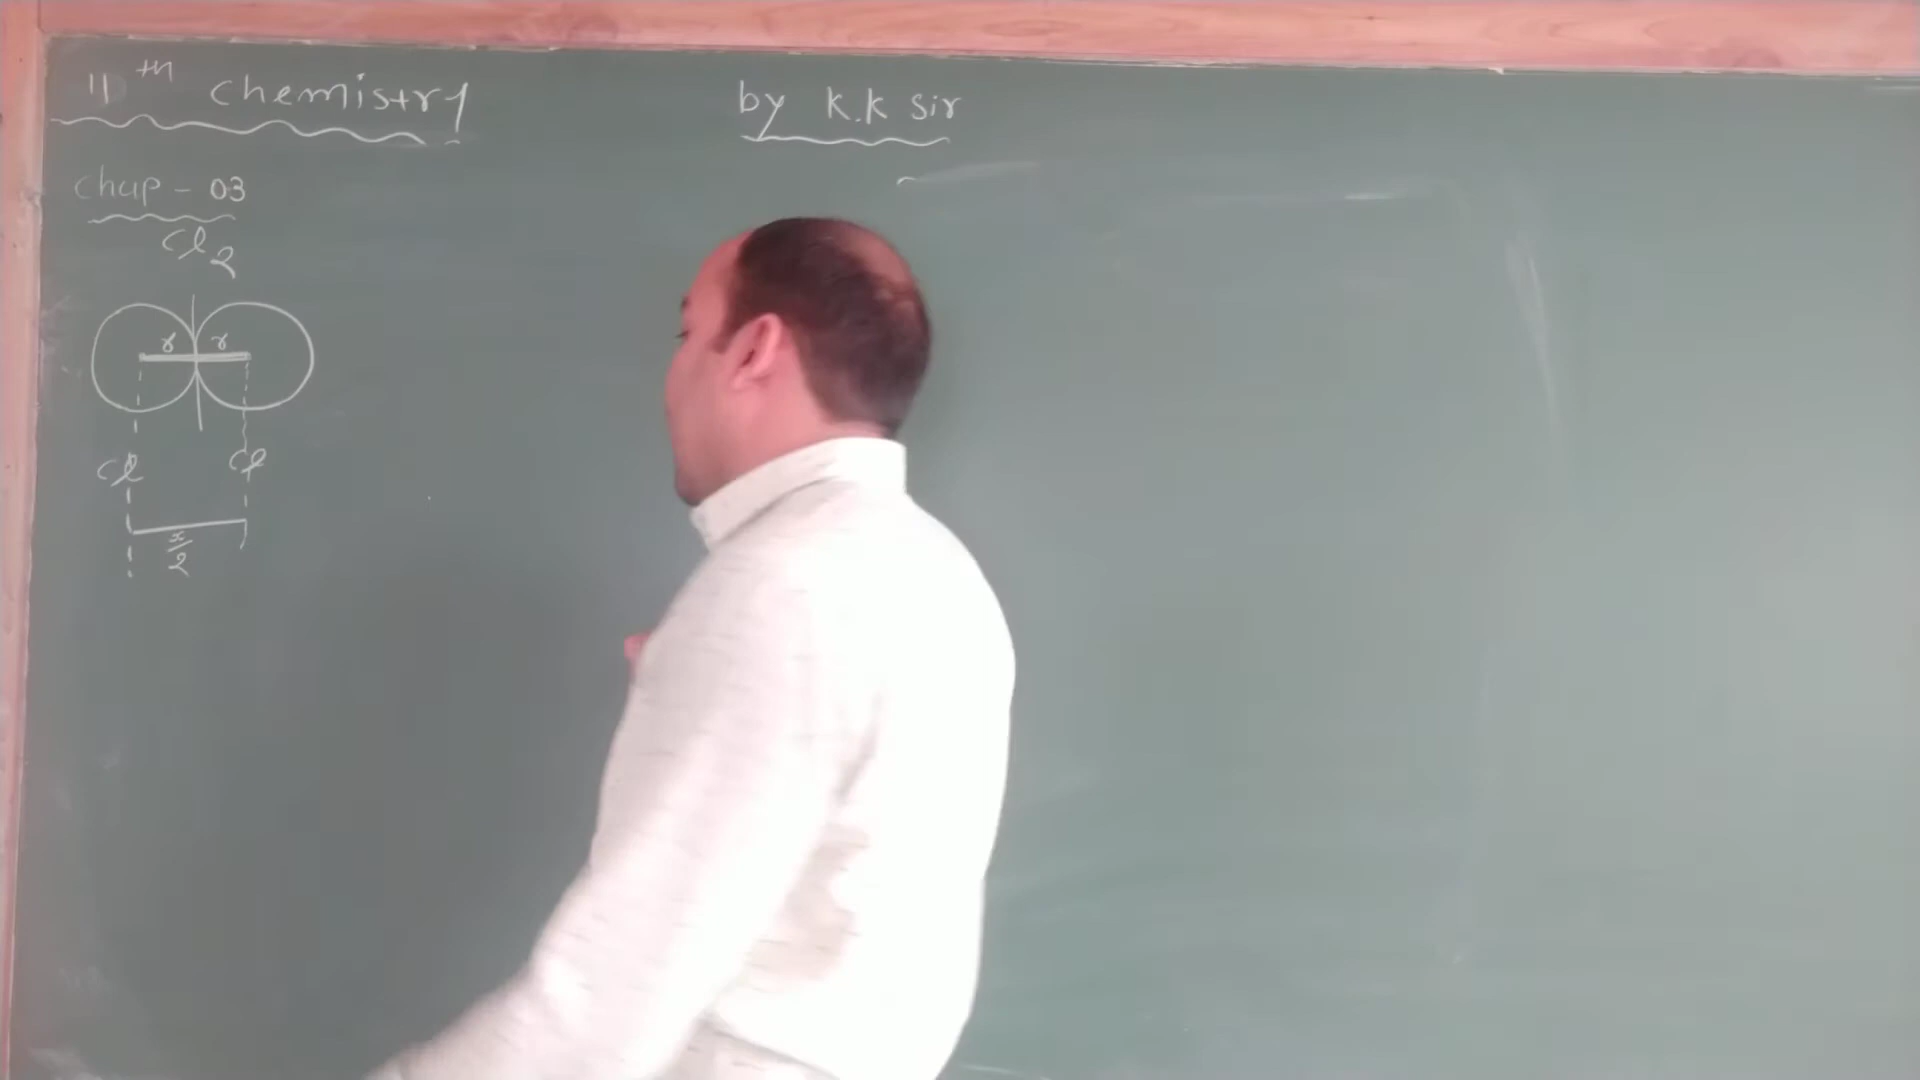 11th chemistry by K.K Sir
Chap - 03
Cl2
r r
Cl Cl
x/2